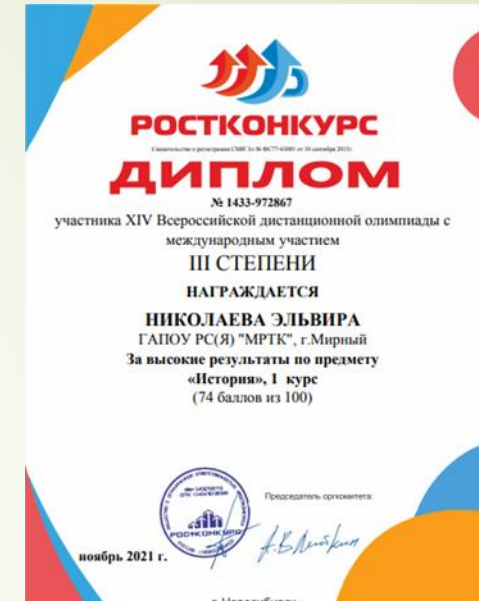 РОСТКОНКУРС
ДИПЛОМ
№ 1433-972867
участника XIV Всероссийской дистанционной олимпиады с
международным участием
III СТЕПЕНИ
НАГРАЖДАЕТСЯ
НИКОЛАЕВА ЭЛЬВИРА
ГАПОУ РС(Я) "МРТК", г.Мирный
За высокие результаты по предмету
«История», 1 курс
(74 баллов из 100)
Председатель оргкомитета:
РОСТКОНКУРС
ноябрь 2021 г.